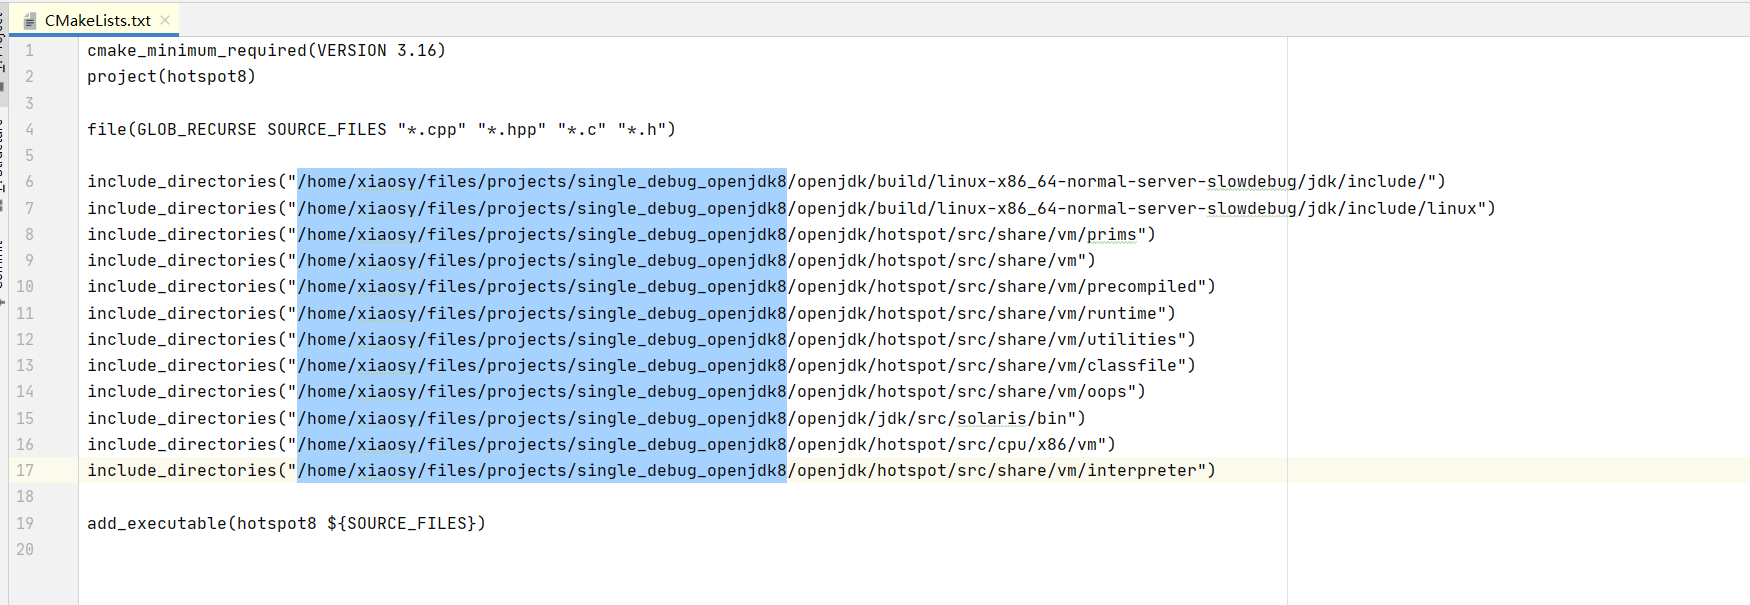 CMakeLists.txt
1 cmake_minimum_required(VERSION 3.16)
2 project(hotspot8)
3
4 file(GLOB_RECURSE SOURCE_FILES "*.cpp" "*.hpp" "*.c" "*.h")
5
6 include_directories("/home/xiaosy/files/projects/single_debug_openjdk8/openjdk/build/linux-x86_64-normal-server-slowdebug/jdk/include/")
7 include_directories("/home/xiaosy/files/projects/single_debug_openjdk8/openjdk/build/linux-x86_64-normal-server-slowdebug/jdk/include/linux")
8 include_directories("/home/xiaosy/files/projects/single_debug_openjdk8/openjdk/hotspot/src/share/vm/prims")
9 include_directories("/home/xiaosy/files/projects/single_debug_openjdk8/openjdk/hotspot/src/share/vm")
10 include_directories("/home/xiaosy/files/projects/single_debug_openjdk8/openjdk/hotspot/src/share/vm/precompiled")
11 include_directories("/home/xiaosy/files/projects/single_debug_openjdk8/openjdk/hotspot/src/share/vm/runtime")
12 include_directories("/home/xiaosy/files/projects/single_debug_openjdk8/openjdk/hotspot/src/share/vm/utilities")
13 include_directories("/home/xiaosy/files/projects/single_debug_openjdk8/openjdk/hotspot/src/share/vm/classfile")
14 include_directories("/home/xiaosy/files/projects/single_debug_openjdk8/openjdk/hotspot/src/share/vm/oops")
15 include_directories("/home/xiaosy/files/projects/single_debug_openjdk8/openjdk/jdk/src/solaris/bin")
16 include_directories("/home/xiaosy/files/projects/single_debug_openjdk8/openjdk/hotspot/src/cpu/x86/vm")
17 include_directories("/home/xiaosy/files/projects/single_debug_openjdk8/openjdk/hotspot/src/share/vm/interpreter")
18
19 add_executable(hotspot8 ${SOURCE_FILES})
20